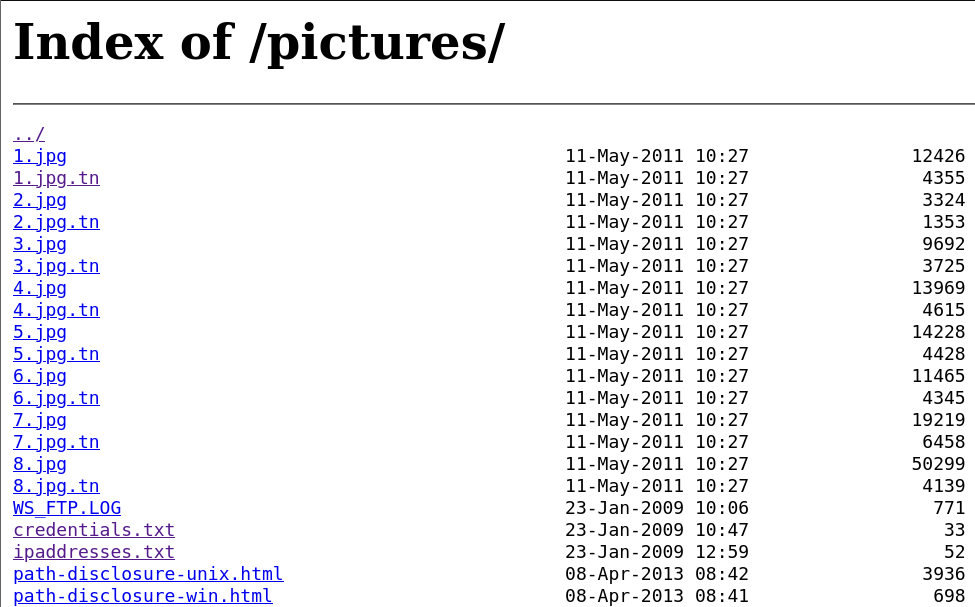 Index of /pictures/
../
1.jpg 11-May-2011 10:27 12426
1.jpg.tn 11-May-2011 10:27 4355
2.jpg 11-May-2011 10:27 3324
2.jpg.tn 11-May-2011 10:27 1353
3.jpg 11-May-2011 10:27 9692
3.jpg.tn 11-May-2011 10:27 3725
4.jpg 11-May-2011 10:27 13969
4.jpg.tn 11-May-2011 10:27 4615
5.jpg 11-May-2011 10:27 14228
5.jpg.tn 11-May-2011 10:27 4428
6.jpg 11-May-2011 10:27 11465
6.jpg.tn 11-May-2011 10:27 4345
7.jpg 11-May-2011 10:27 19219
7.jpg.tn 11-May-2011 10:27 6458
8.jpg 11-May-2011 10:27 50299
8.jpg.tn 11-May-2011 10:27 4139
WS_FTP.LOG 23-Jan-2009 10:06 771
credentials.txt 23-Jan-2009 10:47 33
ipaddresses.txt 23-Jan-2009 12:59 52
path-disclosure-unix.html 08-Apr-2013 08:42 3936
path-disclosure-win.html 08-Apr-2013 08:41 698